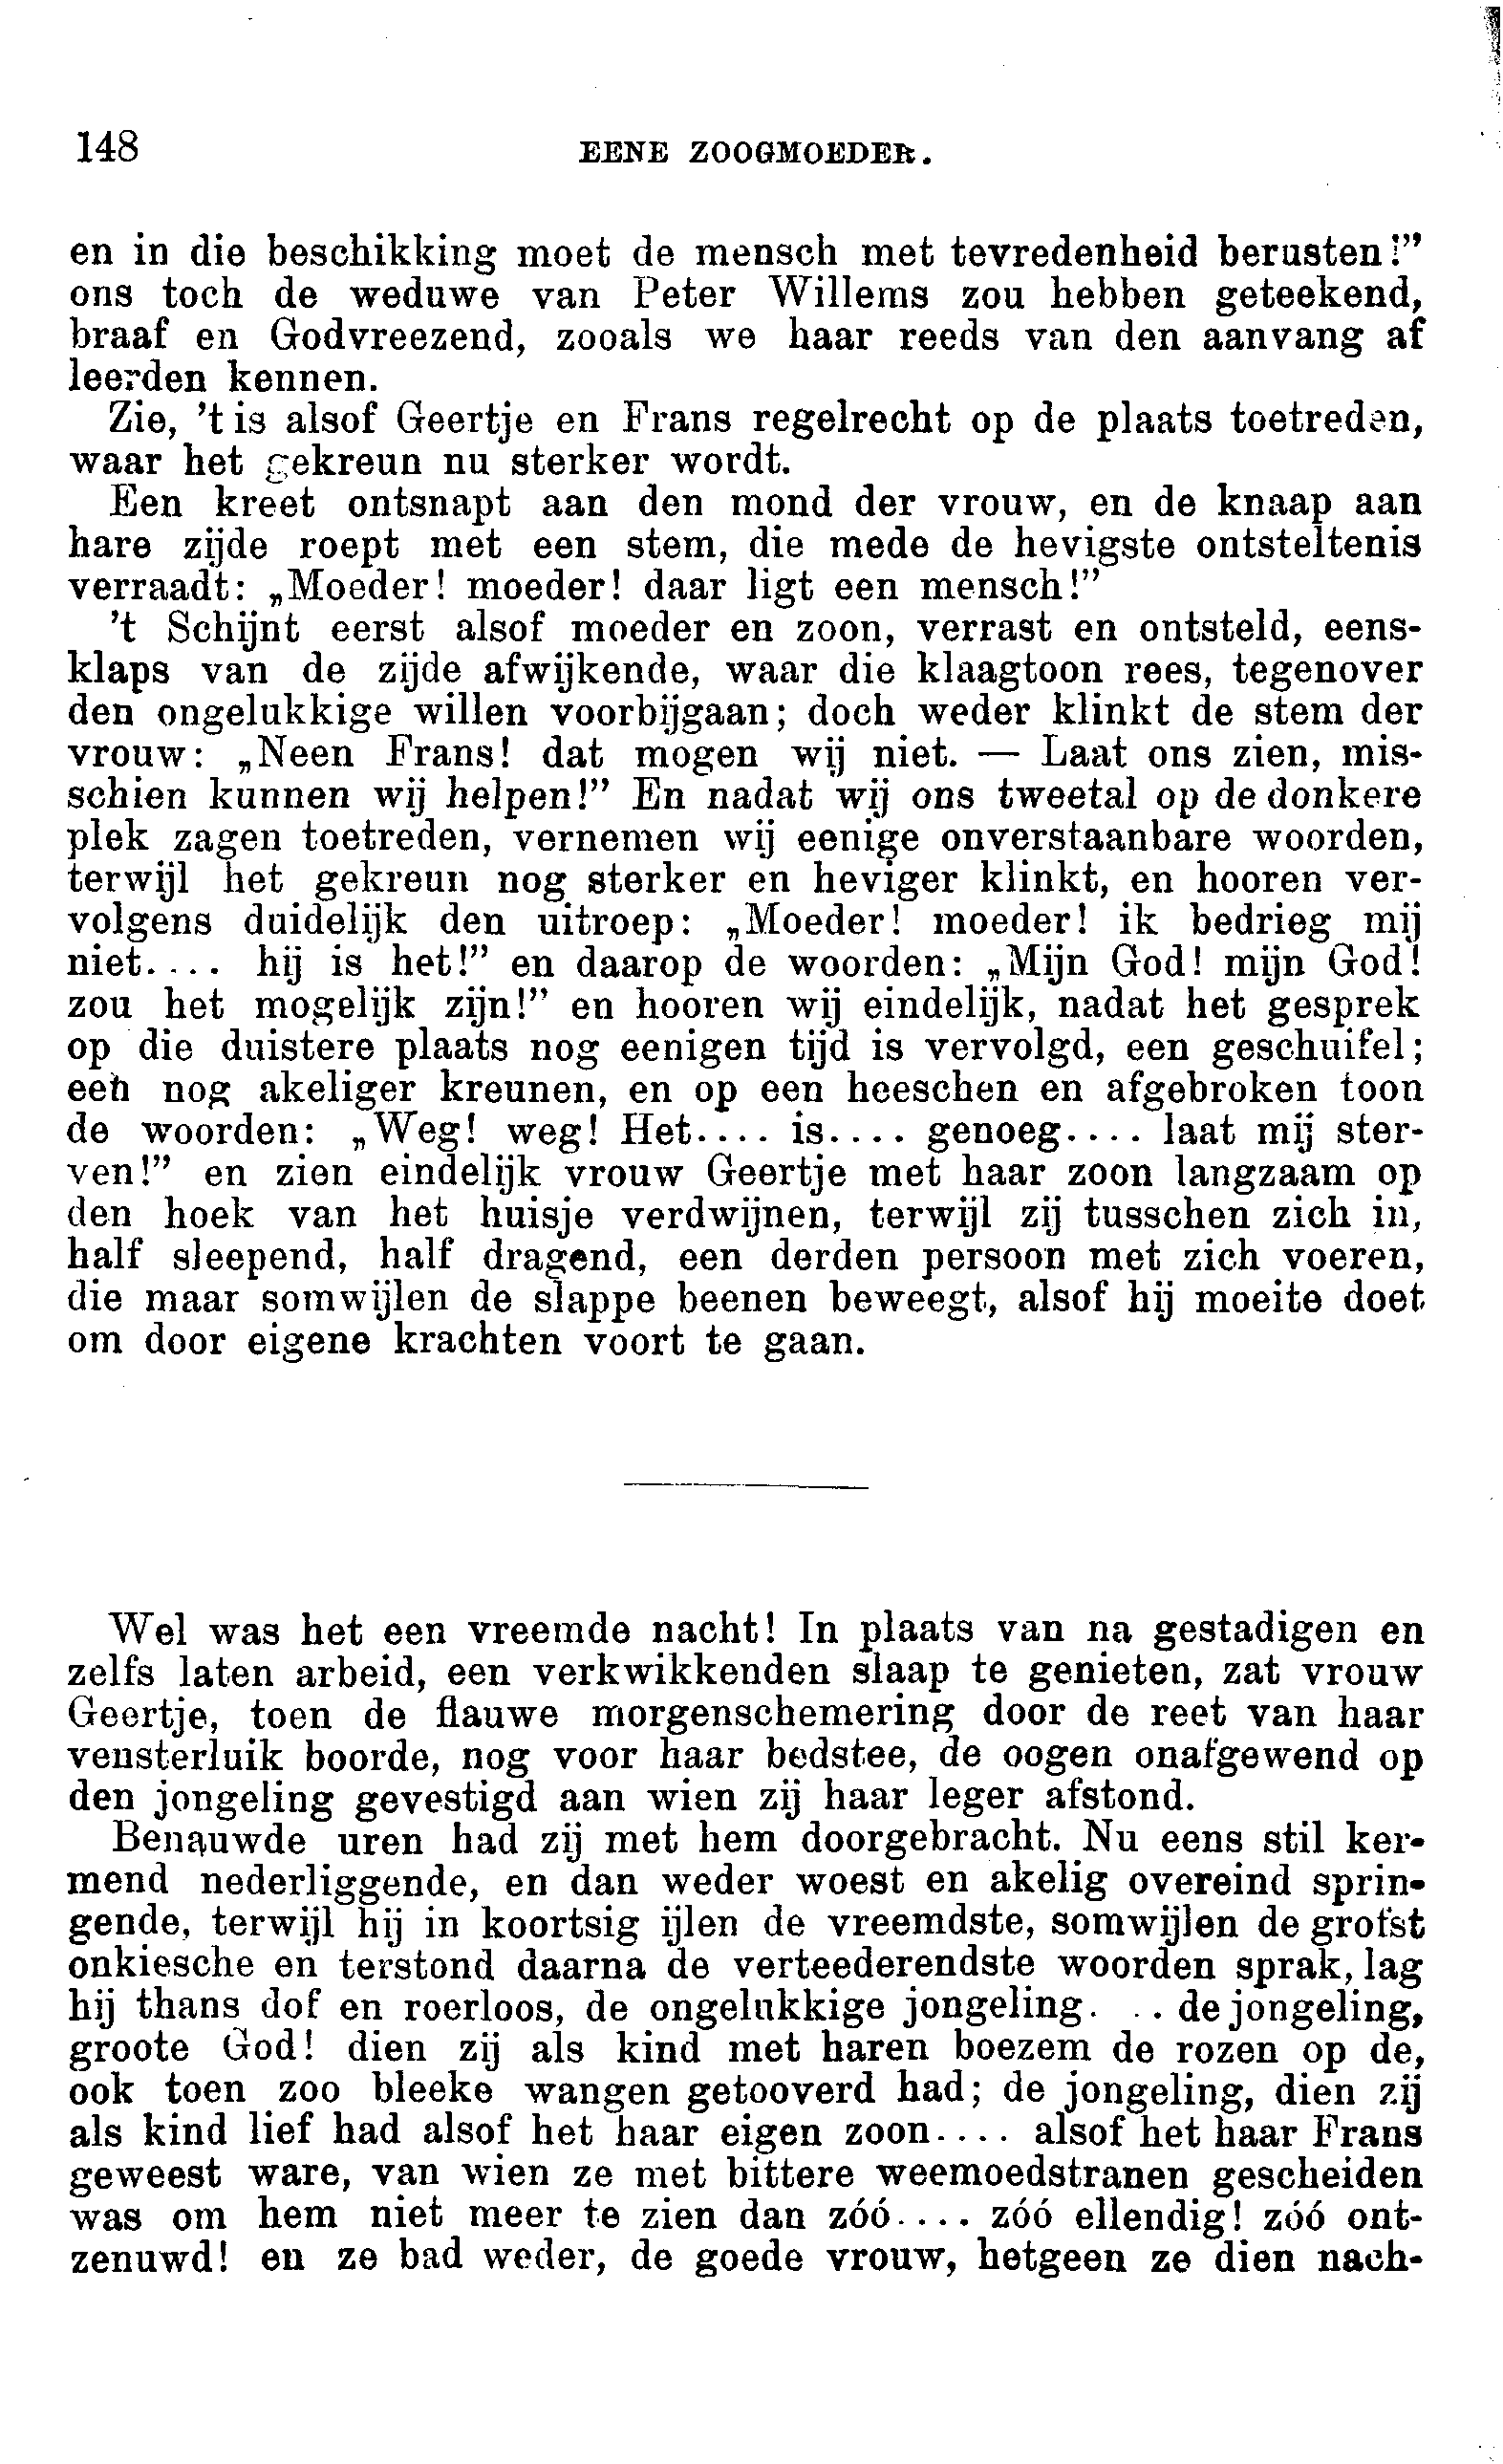 148 EENE ZOOGMOEDER.
en in die beschikking moet de mensch met tevredenheid berusten!”
ons toch de weduwe van Peter Willems zou hebben geteekend,
braaf en Godvreezend, zooals we haar reeds van den aanvang af
leerden kennen.
Zie, ’t is alsof Geertje en Frans regelrecht op de plaats toetreden,
waar het gekreun nu sterker wordt.
Een kreet ontsnapt aan den mond der vrouw, en de knaap aan
hare zijde roept met een stem, die mede de hevigste ontsteltenis
verraadt: „Moeder! moeder! daar ligt een mensch!”
’t Schijnt eerst alsof moeder en zoon, verrast en ontsteld, eens-
klaps van de zijde afwijkende, waar die klaagtoon rees, tegenover
den ongelukkige willen voorbijgaan; doch weder klinkt de stem der
vrouw: „Neen Frans! dat mogen wij niet. — Laat ons zien, mis-
schien kunnen wij helpen!” En nadat wij ons tweetal op de donkere
plek zagen toetreden, vernemen wij eenige onverstaanbare woorden,
terwijl het gekreun nog sterker en heviger klinkt, en hooren ver-
volgens duidelijk den uitroep: „Moeder! moeder! ik bedrieg mij
niet.... hij is het!” en daarop de woorden: „Mijn God! mijn God!
zou het mogelijk zijn!” en hooren wij eindelijk, nadat het gesprek
op die duistere plaats nog eenigen tijd is vervolgd, een geschuifel;
een nog akeliger kreunen, en op een heeschen en afgebroken toon
de woorden: „Weg! weg! Het.... is.... genoeg.... laat mij ster-
ven!” en zien eindelijk vrouw Geertje met haar zoon langzaam op
den hoek van het huisje verdwijnen, terwijl zij tusschen zich in,
half sleepend, half dragend, een derden persoon met zich voeren,
die maar somwijlen de slappe beenen beweegt, alsof hij moeite doet
om door eigene krachten voort te gaan.
Wel was het een vreemde nacht! In plaats van na gestadigen en
zelfs laten arbeid, een verkwikkenden slaap te genieten, zat vrouw
Geertje, toen de flauwe morgenschemering door de reet van haar
vensterluik boorde, nog voor haar bedstee, de oogen onafgewend op
den jongeling gevestigd aan wien zij haar leger afstond.
Benauwde uren had zij met hem doorgebracht. Nu eens stil ker-
mend nederliggende, en dan weder woest en akelig overeind sprin-
gende, terwijl hij in koortsig ijlen de vreemdste, somwijlen de grofst
onkiesche en terstond daarna de verteederendste woorden sprak, lag
hij thans dof en roerloos, de ongelukkige jongeling. .. de jongeling,
groote God! dien zij als kind met haren boezem de rozen op de,
ook toen zoo bleeke wangen getooverd had; de jongeling, dien zij
als kind lief had alsof het haar eigen zoon.... alsof het haar Frans
geweest ware, van wien ze met bittere weemoedstranen gescheiden
was om hem niet meer te zien dan zóó.... zóó ellendig! zóó ont-
zenuwd! en ze bad weder, de goede vrouw, hetgeen ze dien nach-